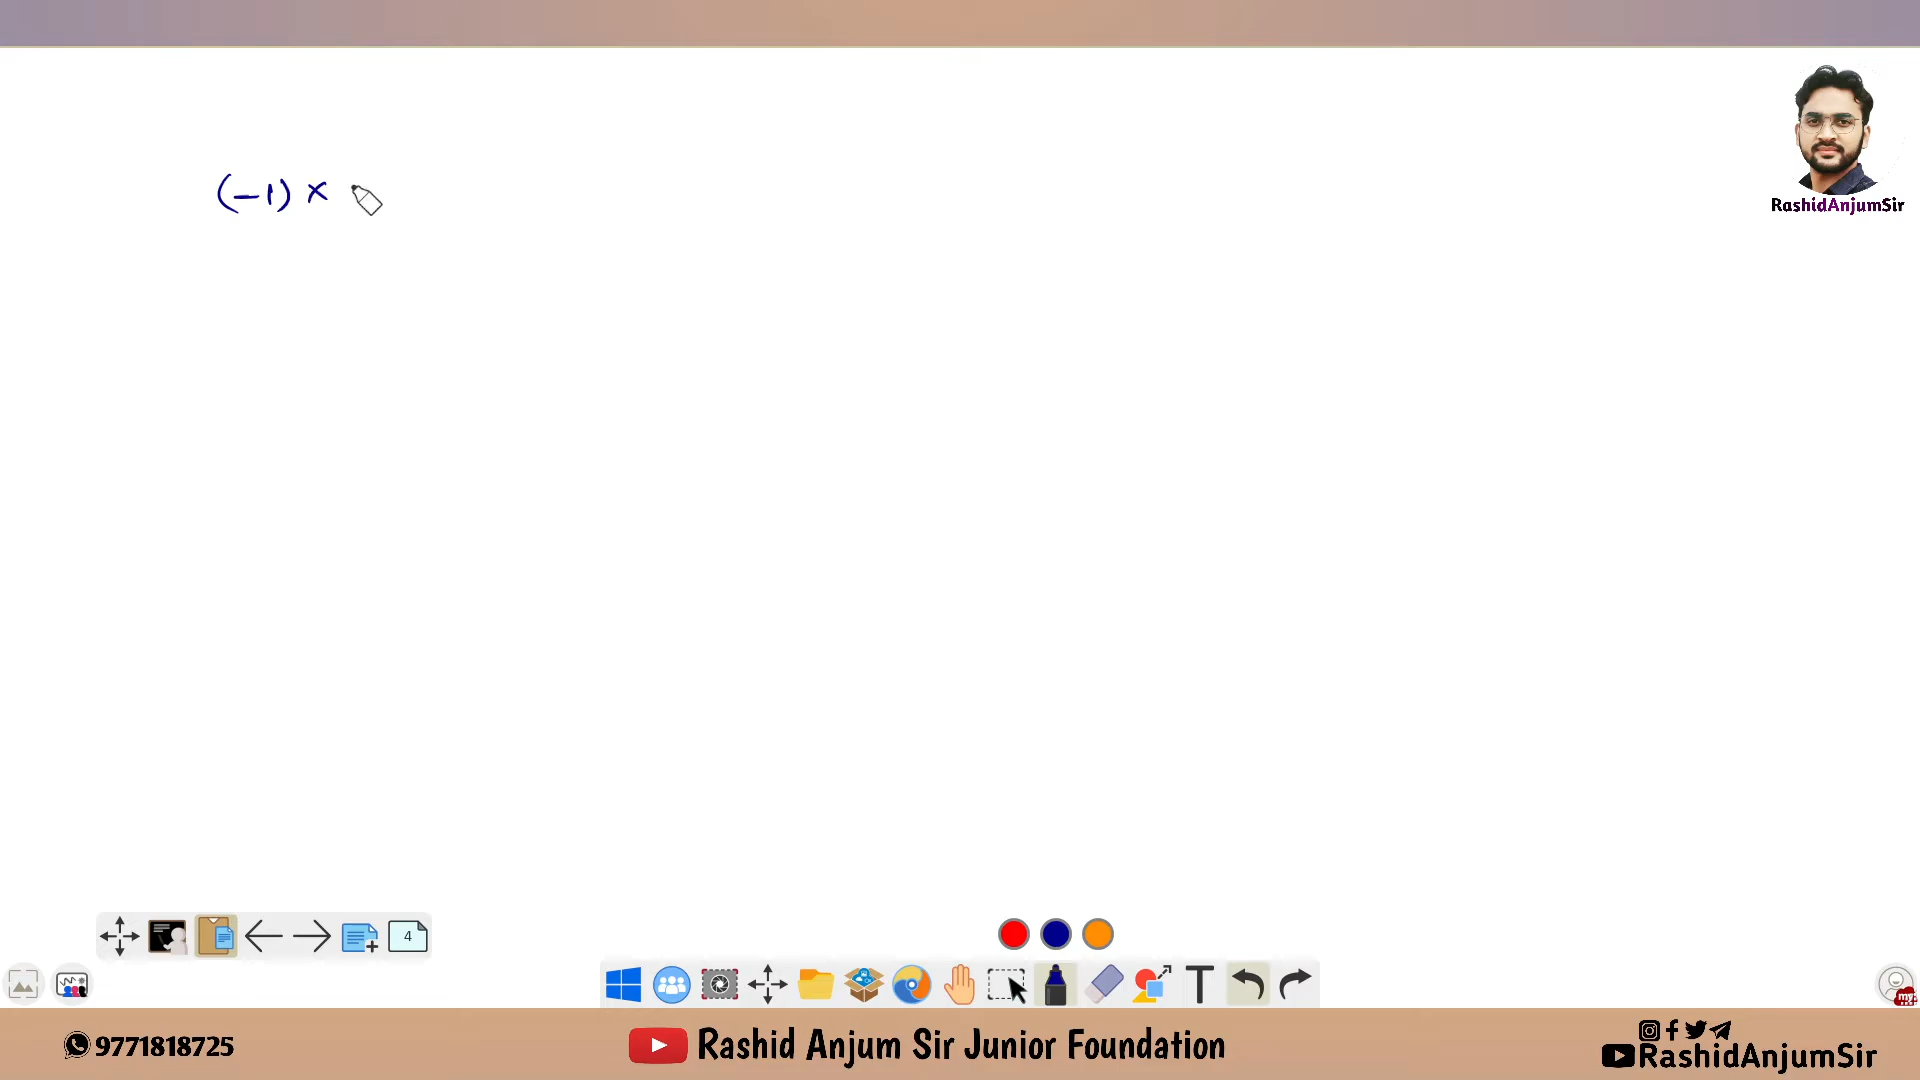 (-1) ×
RashidAnjumSir
4
T
9771818725
Rashid Anjum Sir Junior Foundation
RashidAnjumSir